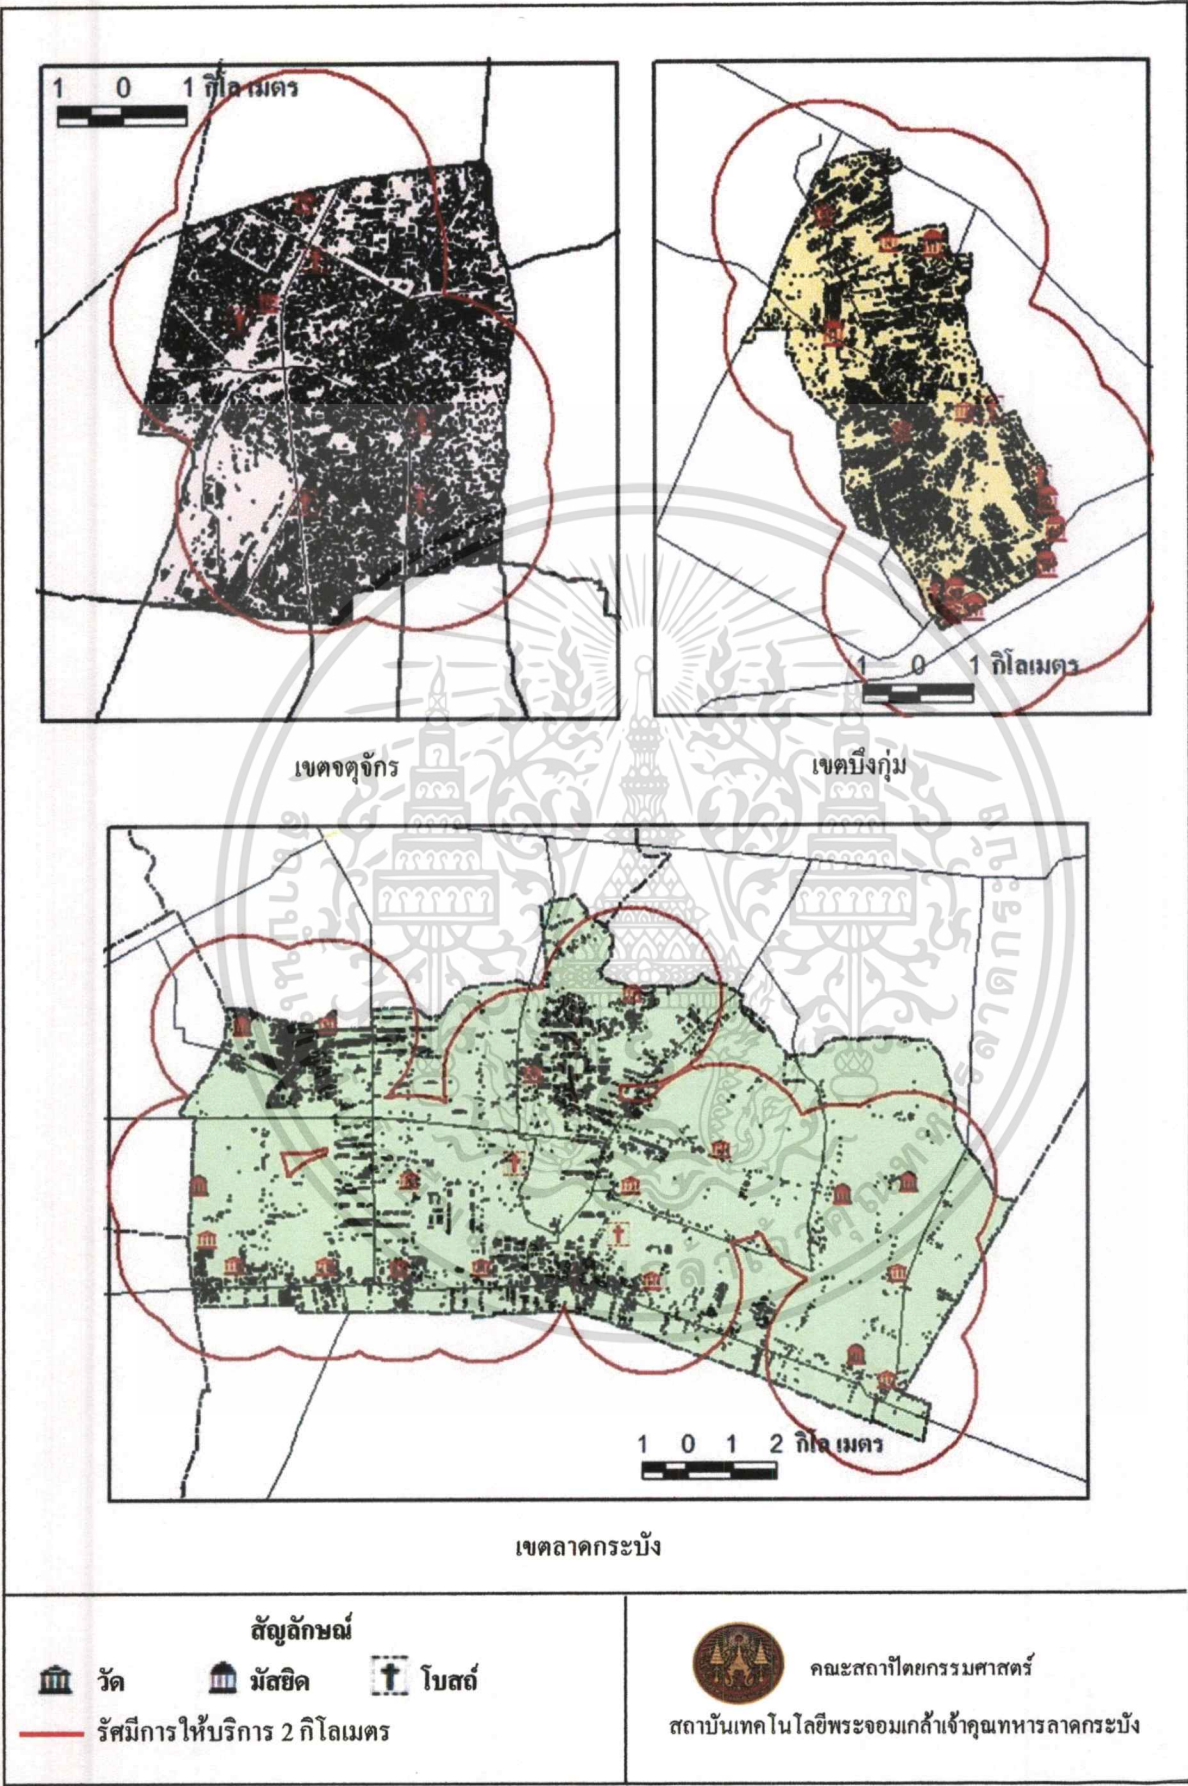 1 0 1 กิโลเมตร
1 0 1 กิโลเมตร
เขตจตุจักร
เขตบึงกุ่ม
1 0 1 2 กิโลเมตร
เขตลาดกระบัง
สัญลักษณ์
วัด มัสยิด โบสถ์
รัศมีการให้บริการ 2 กิโลเมตร
คณะสถาปัตยกรรมศาสตร์
สถาบันเทคโนโลยีพระจอมเกล้าเจ้าคุณทหารลาดกระบัง